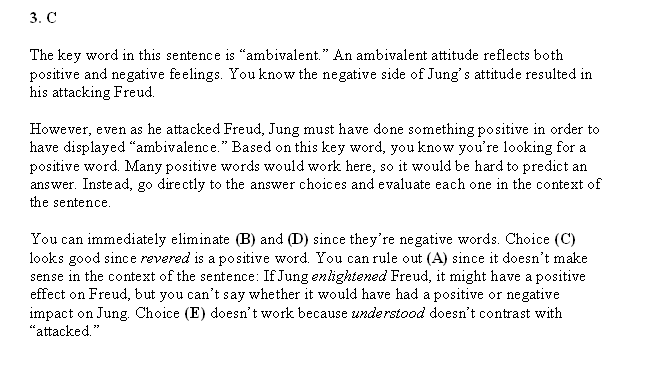 3. C
The key word in this sentence is “ambivalent.” An ambivalent attitude reflects both
positive and negative feelings. You know the negative side of Jung’s attitude resulted in
his attacking Freud.
However, even as he attacked Freud, Jung must have done something positive in order to
have displayed “ambivalence.” Based on this key word, you know you’re looking for a
positive word. Many positive words would work here, so it would be hard to predict an
answer. Instead, go directly to the answer choices and evaluate each one in the context of
the sentence.
You can immediately eliminate (B) and (D) since they’re negative words. Choice (C)
looks good since revered is a positive word. You can rule out (A) since it doesn’t make
sense in the context of the sentence: If Jung enlightened Freud, it might have a positive
effect on Freud, but you can’t say whether it would have had a positive or negative
impact on Jung. Choice (E) doesn’t work because understood doesn’t contrast with
“attacked.”